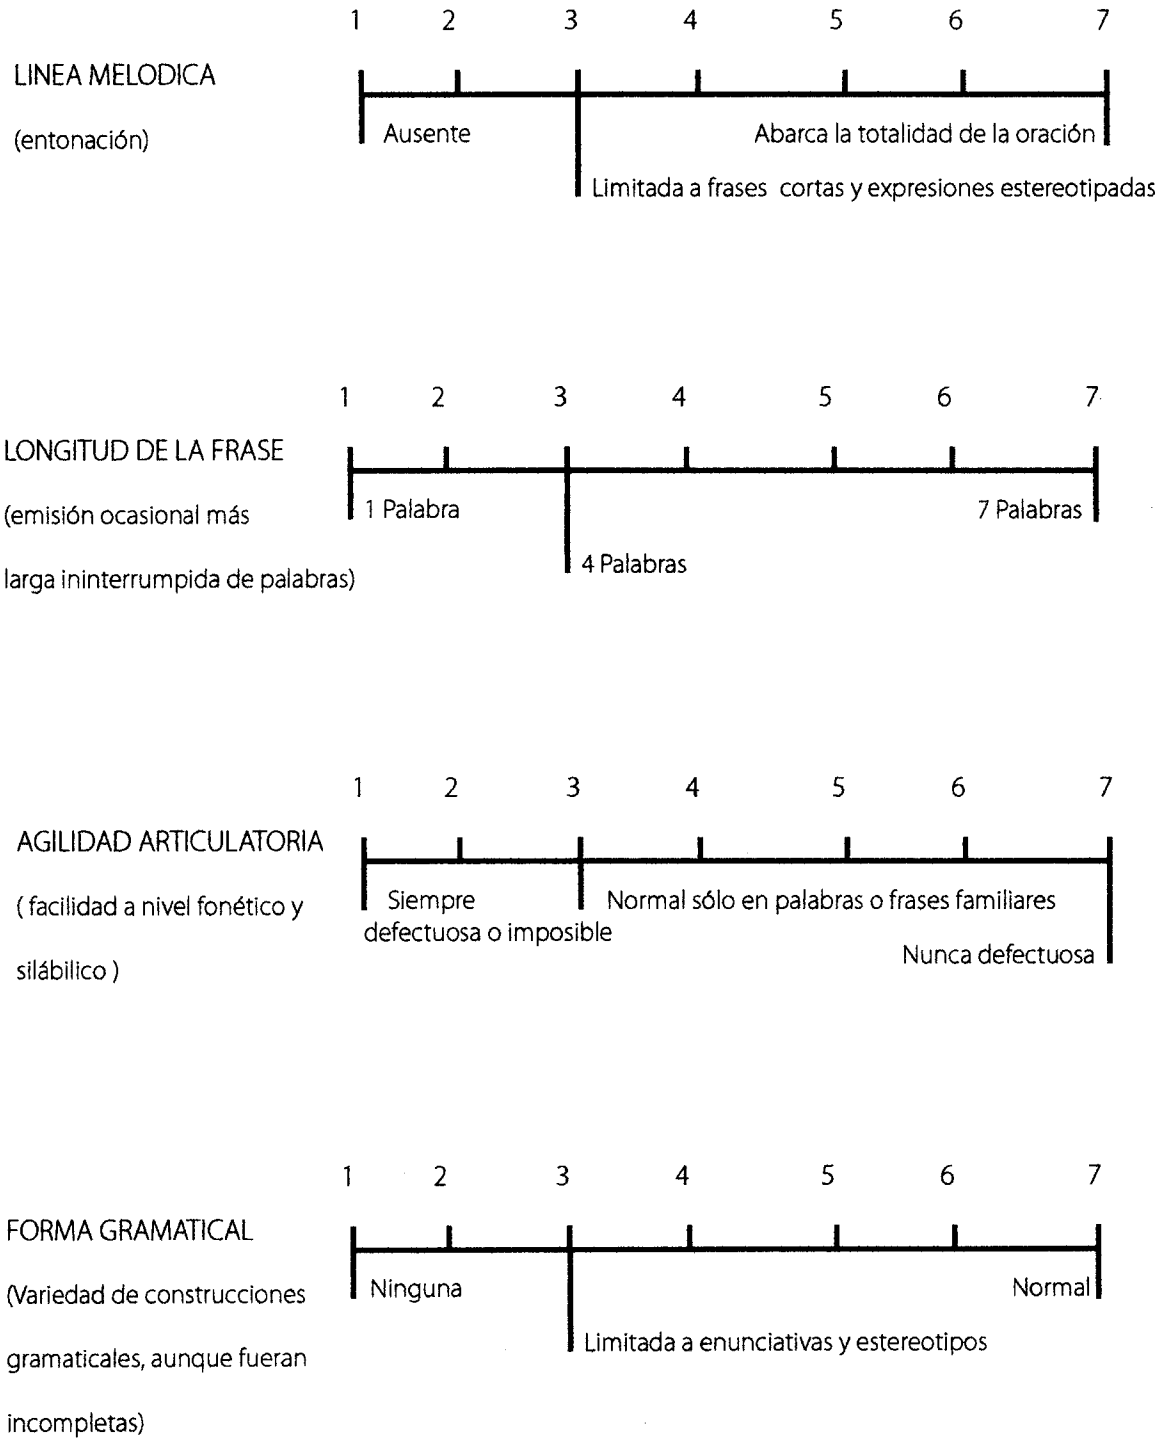 1 2 3 4 5 6 7
LINEA MELODICA
(entonación)
Ausente
Abarca la totalidad de la oración
Limitada a frases cortas y expresiones estereotipadas
1 2 3 4 5 6 7
LONGITUD DE LA FRASE
(emisión ocasional más
larga ininterrumpida de palabras)
1 Palabra
7 Palabras
4 Palabras
1 2 3 4 5 6 7
AGILIDAD ARTICULATORIA
( facilidad a nivel fonético y
silábilico )
Siempre
defectuosa o imposible
Normal sólo en palabras o frases familiares
Nunca defectuosa
1 2 3 4 5 6 7
FORMA GRAMATICAL
(Variedad de construcciones
gramaticales, aunque fueran
incompletas)
Ninguna
Normal
Limitada a enunciativas y estereotipos